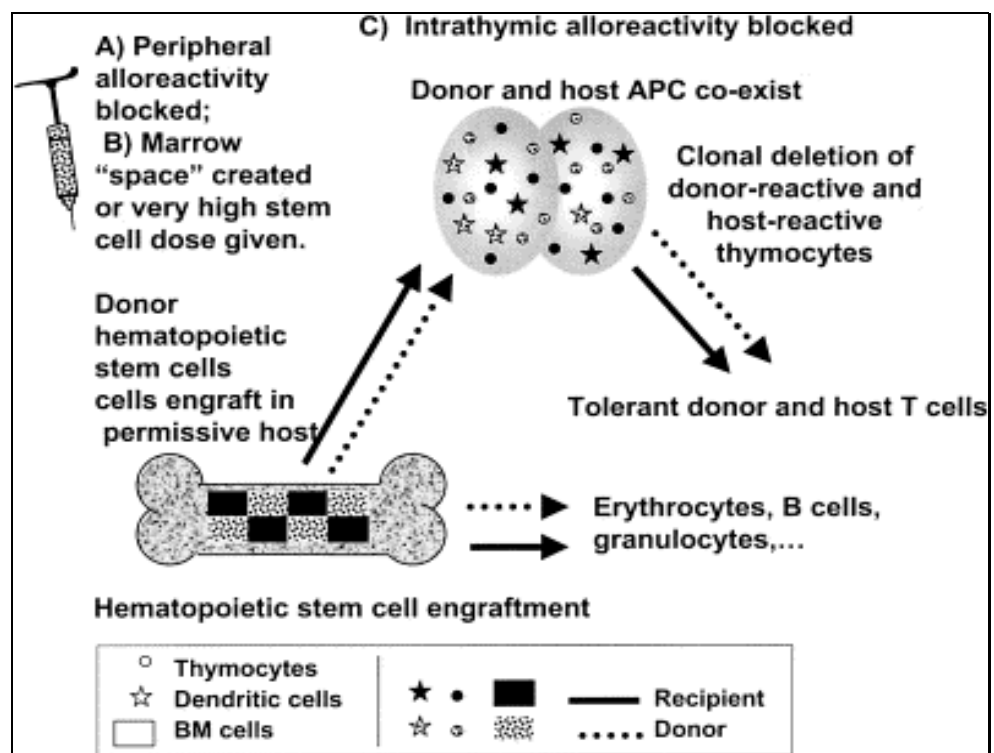 A) Peripheral
alloreactivity
blocked;
B) Marrow
“space” created
or very high stem
cell dose given.
C) Intrathymic alloreactivity blocked
Donor and host APC co-exist
Clonal deletion of
donor-reactive and
host-reactive
thymocytes
Donor
hematopoietic
stem cells
cells engraft in
permissive host
Tolerant donor and host T cells
Erythrocytes, B cells,
granulocytes,...
Hematopoietic stem cell engraftment
Thymocytes
Dendritic cells
BM cells
Recipient
Donor